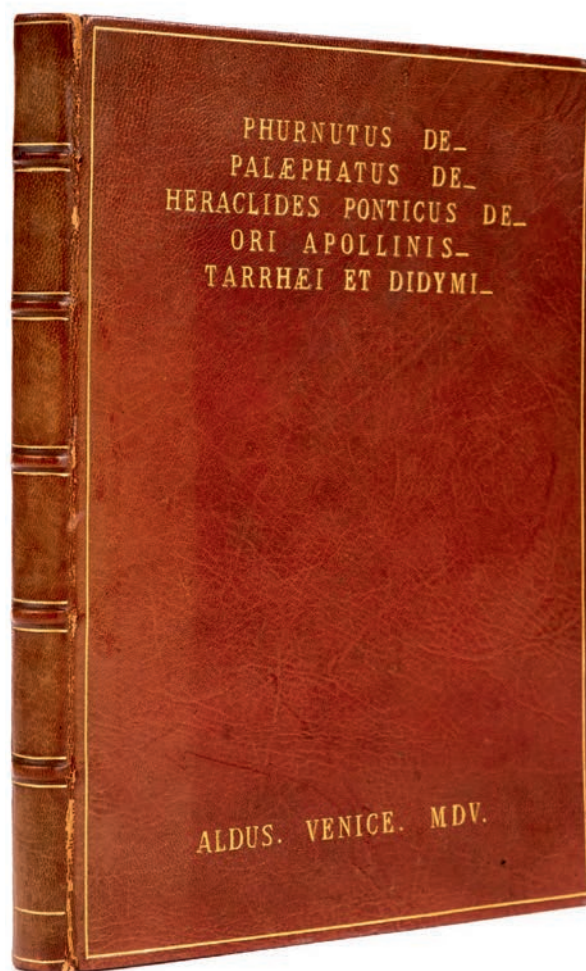 PHURNUTUS DE_
PALÆPHATUS DE_
HERACLIDES PONTICUS DE_
ORI APOLLINIS_
TARRHÆI ET DIDYMI_
ALDUS. VENICE. MDV.